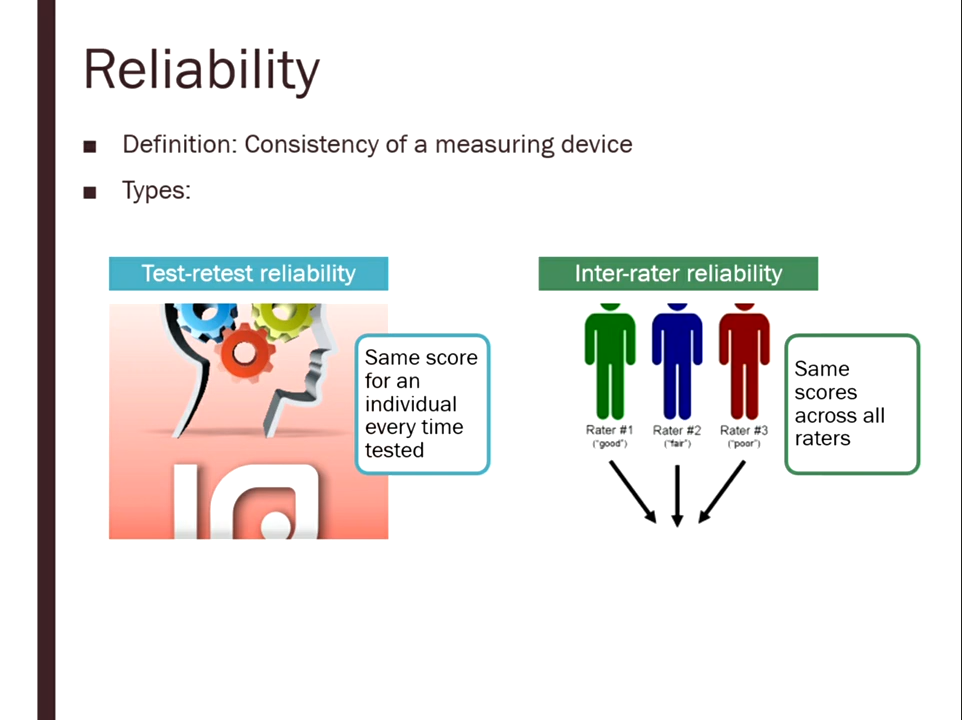 Reliability
Definition: Consistency of a measuring device
Types:
Test-retest reliability
Same score
for an
individual
every time
tested
Inter-rater reliability
Rater #1
("good")
Rater #2
("fair")
Rater #3
("poor")
Same
scores
across all
raters